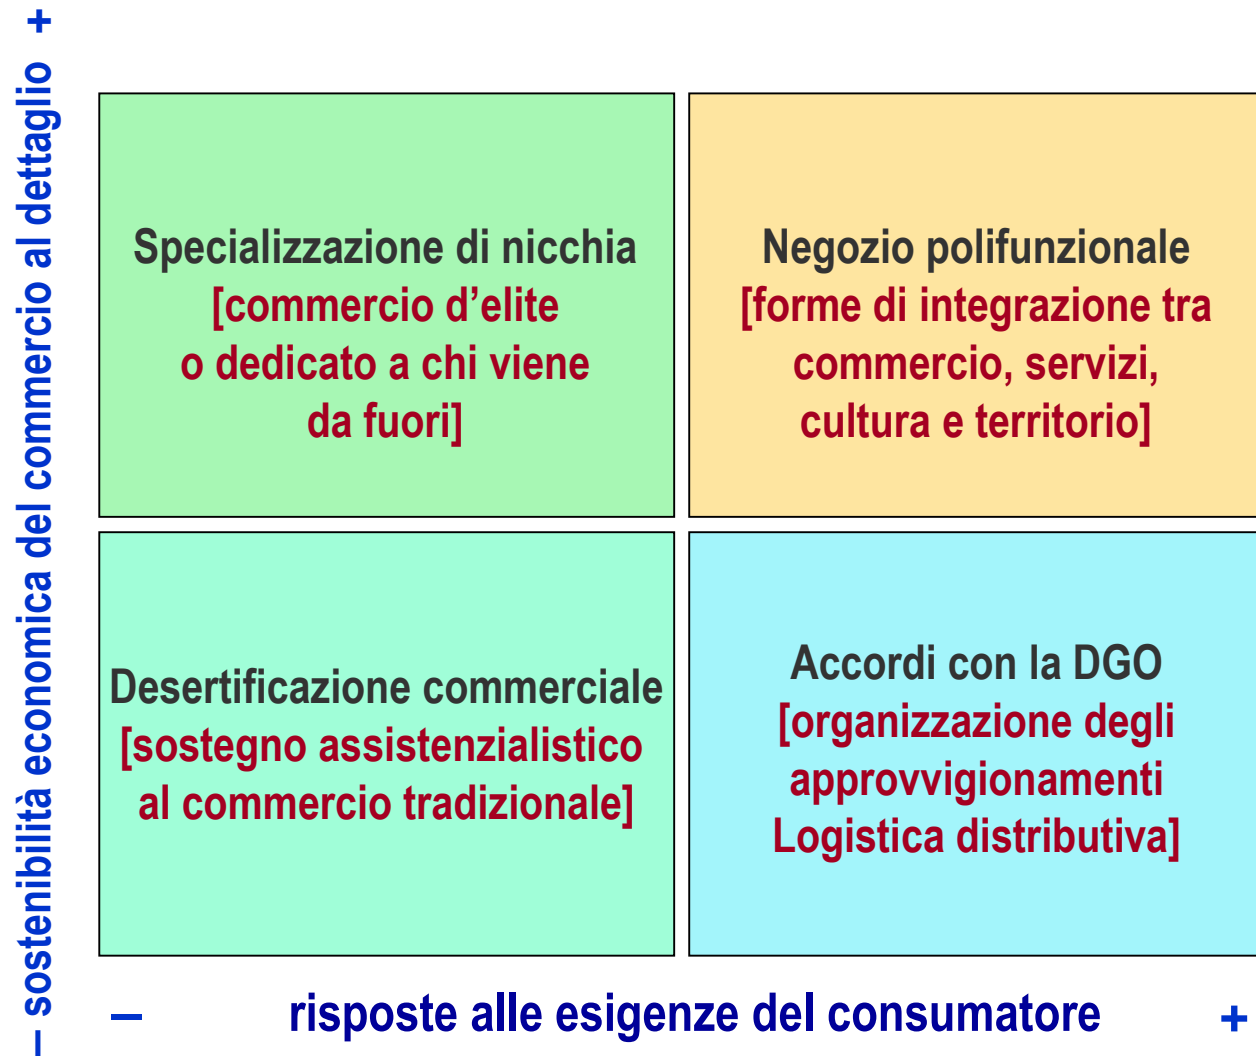 – sostenibilità economica del commercio al dettaglio +
Specializzazione di nicchia
[commercio d’elite
o dedicato a chi viene
da fuori]
Negozio polifunzionale
[forme di integrazione tra
commercio, servizi,
cultura e territorio]
Desertificazione commerciale
[sostegno assistenzialistico
al commercio tradizionale]
Accordi con la DGO
[organizzazione degli
approvvigionamenti
Logistica distributiva]
– risposte alle esigenze del consumatore +